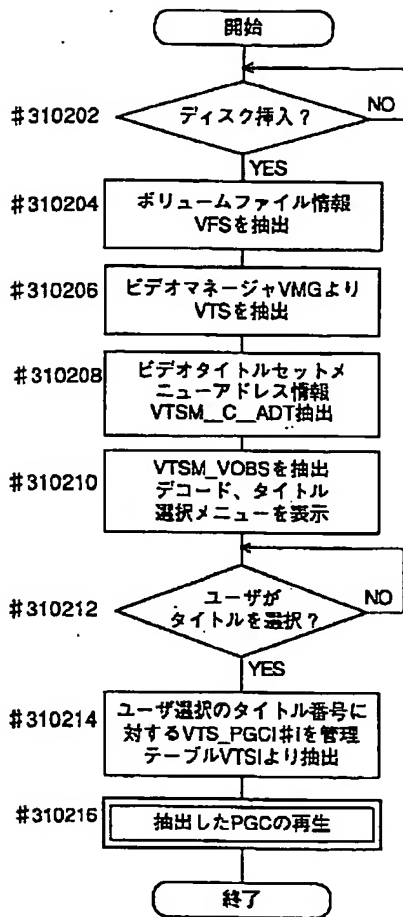 開始
#310202
ディスク挿入?
NO
YES
#310204
ボリュームファイル情報
VFSを抽出
#310206
ビデオマネージャVMGより
VTSを抽出
#310208
ビデオタイトルセットメ
ニューアドレス情報
VTSM__C__ADT抽出
#310210
VTSM_VOBSを抽出
デコード、タイトル
選択メニューを表示
#310212
ユーザが
タイトルを選択?
NO
YES
#310214
ユーザ選択のタイトル番号に
対するVTS_PGCI#iを管理
テーブルVTSIより抽出
#310216
抽出したPGCの再生
終了